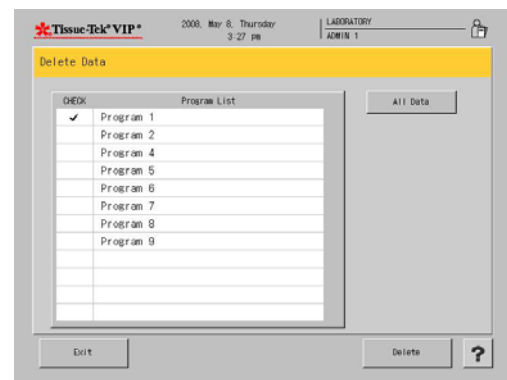 Tissue-Tek® VIP®
2008, May 8, Thursday
3:27 pm
LABORATORY
ADMIN 1
Delete Data
CHECK Program List
✓ Program 1
Program 2
Program 4
Program 5
Program 6
Program 7
Program 8
Program 9
All Data
Exit
Delete
?